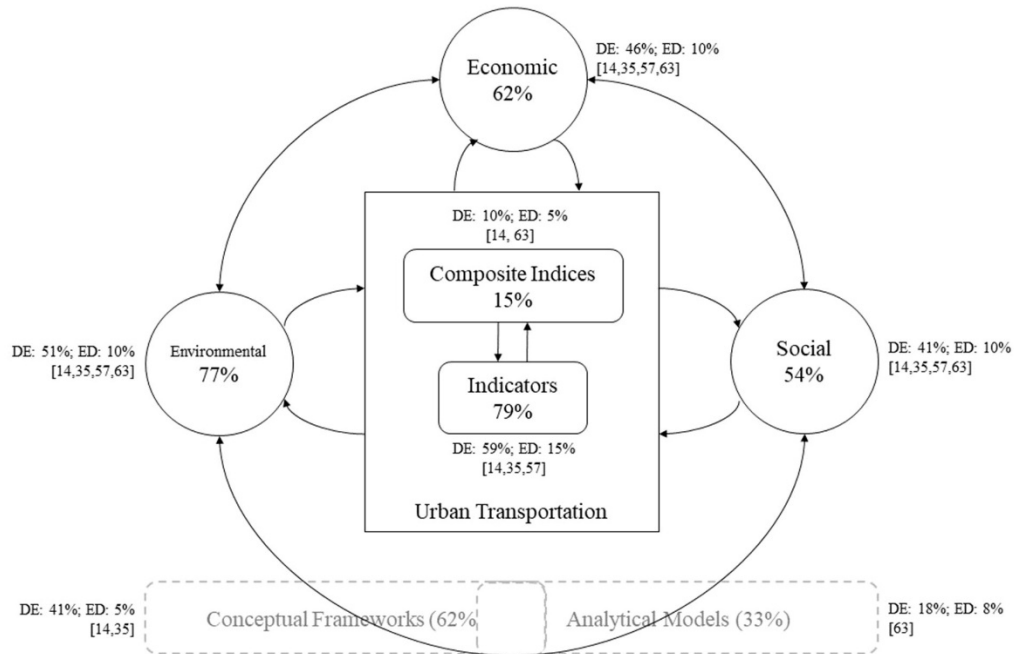 Economic
62%
DE: 46%; ED: 10%
[14,35,57,63]
DE: 10%; ED: 5%
[14, 63]
Composite Indices
15%
Indicators
79%
DE: 59%; ED: 15%
[14,35,57]
Urban Transportation
DE: 51%; ED: 10%
[14,35,57,63]
Environmental
77%
Social
54%
DE: 41%; ED: 10%
[14,35,57,63]
DE: 41%; ED: 5%
[14,35]
Conceptual Frameworks (62%
Analytical Models (33%)
DE: 18%; ED: 8%
[63]